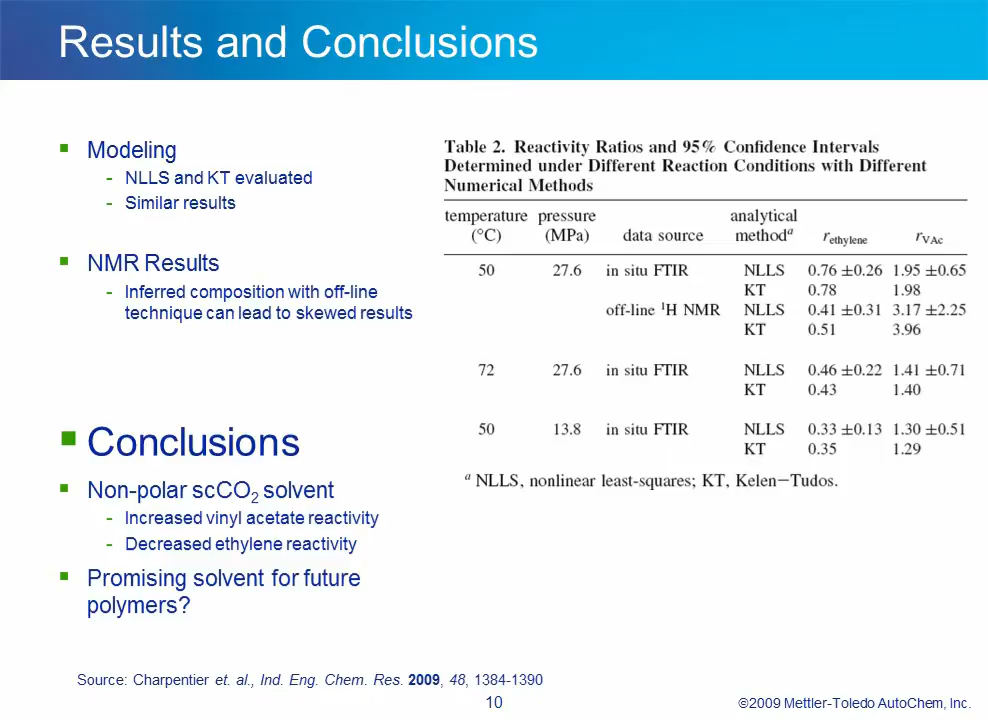 Results and Conclusions
▪ Modeling
- NLLS and KT evaluated
- Similar results
▪ NMR Results
- Inferred composition with off-line
technique can lead to skewed results
▪ Conclusions
▪ Non-polar scCO₂ solvent
- Increased vinyl acetate reactivity
- Decreased ethylene reactivity
▪ Promising solvent for future
polymers?
Table 2. Reactivity Ratios and 95% Confidence Intervals
Determined under Different Reaction Conditions with Different
Numerical Methods
temperature pressure analytical
(°C) (MPa) data source methodᵃ r_ethylene r_VAc
50 27.6 in situ FTIR NLLS 0.76 ±0.26 1.95 ±0.65
KT 0.78 1.98
off-line ¹H NMR NLLS 0.41 ±0.31 3.17 ±2.25
KT 0.51 3.96
72 27.6 in situ FTIR NLLS 0.46 ±0.22 1.41 ±0.71
KT 0.43 1.40
50 13.8 in situ FTIR NLLS 0.33 ±0.13 1.30 ±0.51
KT 0.35 1.29
ᵃ NLLS, nonlinear least-squares; KT, Kelen−Tudos.
Source: Charpentier et. al., Ind. Eng. Chem. Res. 2009, 48, 1384-1390
10
©2009 Mettler-Toledo AutoChem, Inc.